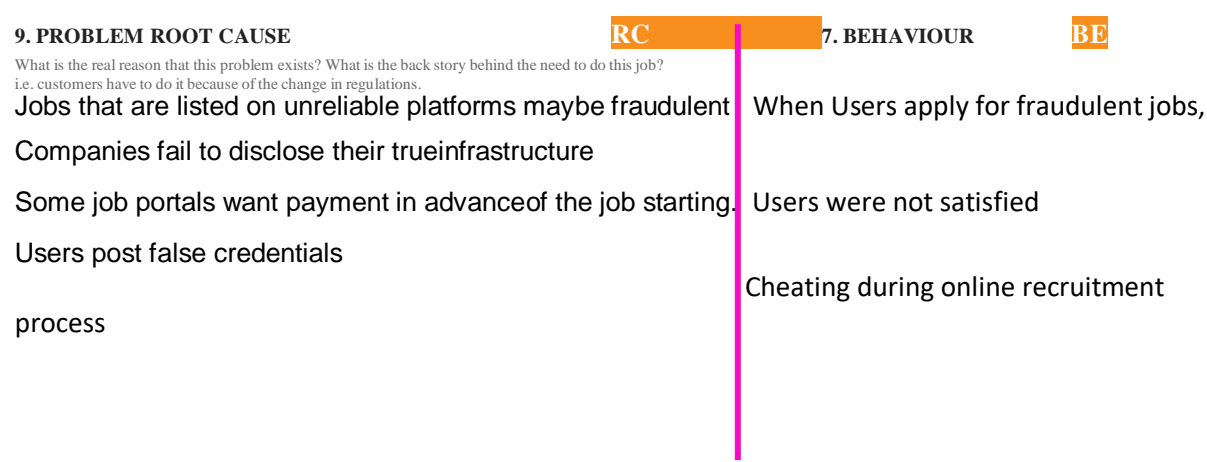 9. PROBLEM ROOT CAUSE RC
What is the real reason that this problem exists? What is the back story behind the need to do this job?
i.e. customers have to do it because of the change in regulations.
Jobs that are listed on unreliable platforms maybe fraudulent
Companies fail to disclose their trueinfrastructure
Some job portals want payment in advanceof the job starting.
Users post false credentials
7. BEHAVIOUR BE
When Users apply for fraudulent jobs,
Users were not satisfied
Cheating during online recruitment
process